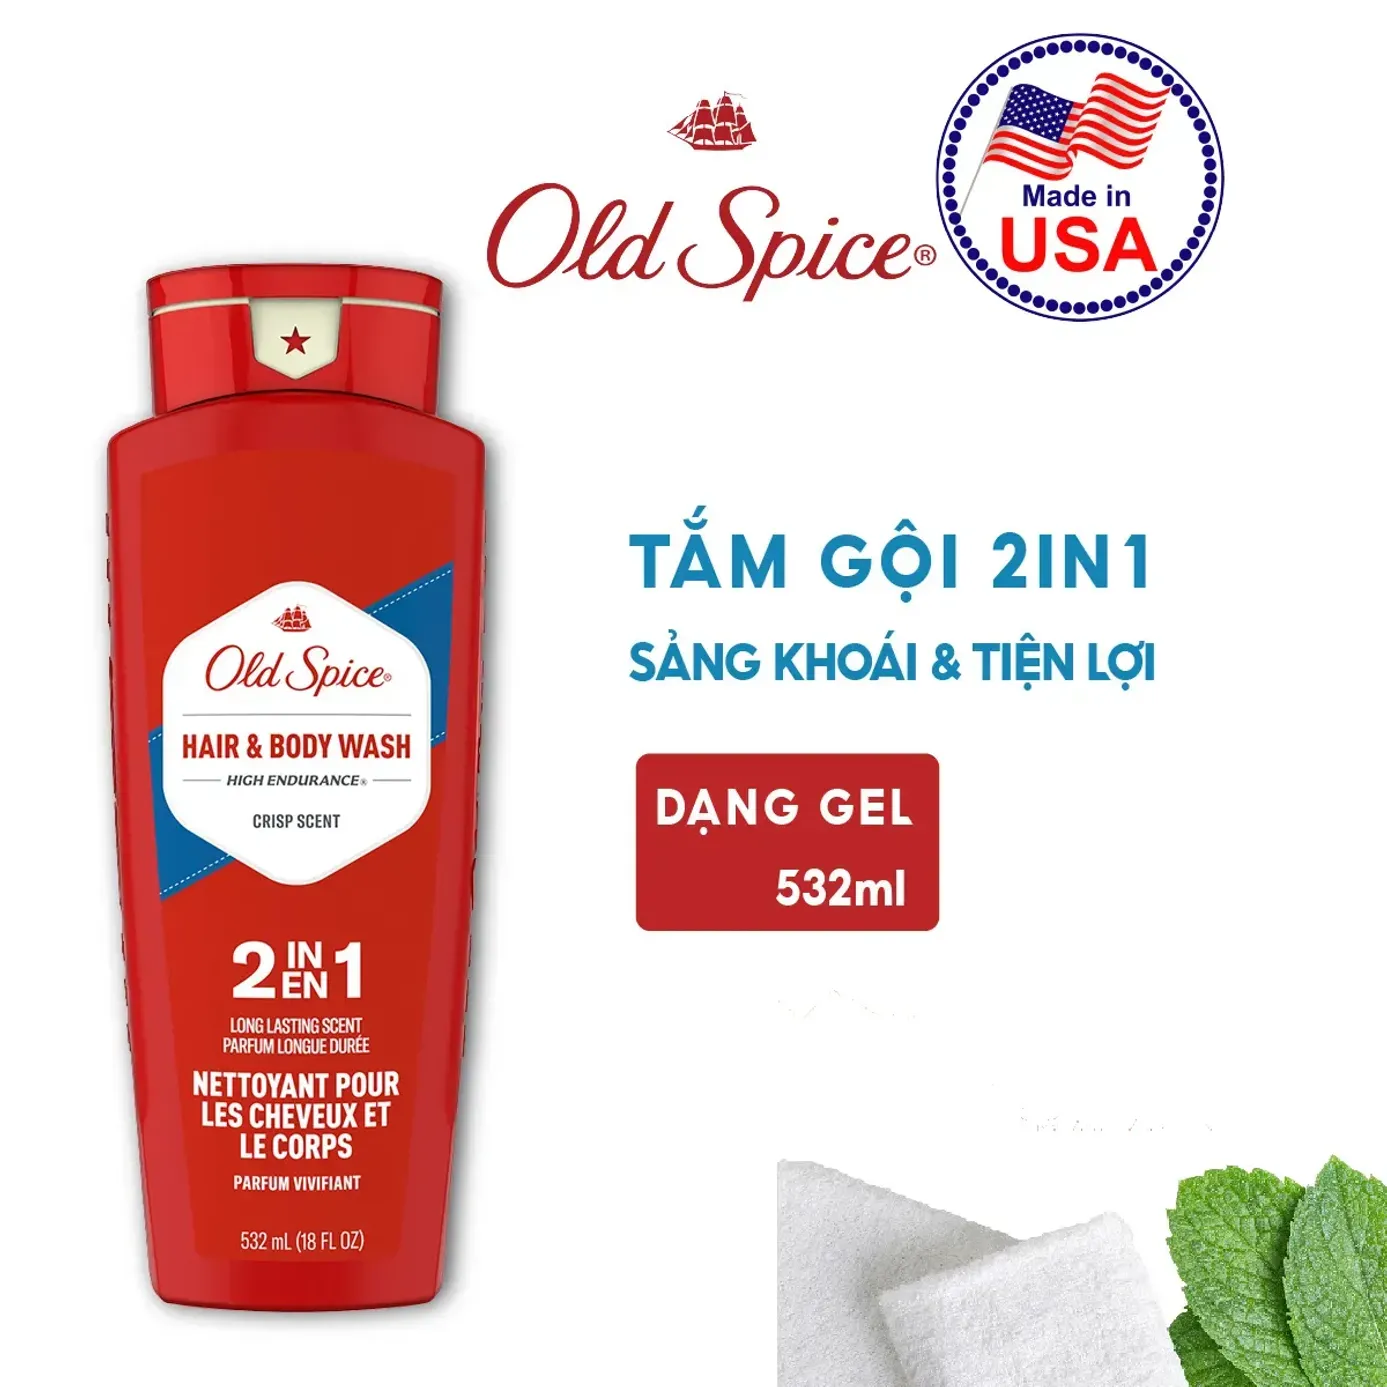 Old Spice®
Made in
USA
TẮM GỘI 2IN1
SẢNG KHOÁI & TIỆN LỢI
DẠNG GEL
532ml
Old Spice®
HAIR & BODY WASH
HIGH ENDURANCE®
CRISP SCENT
2 IN EN 1
LONG LASTING SCENT
PARFUM LONGUE DURÉE
NETTOYANT POUR
LES CHEVEUX ET
LE CORPS
PARFUM VIVIFIANT
532 mL (18 FL OZ)